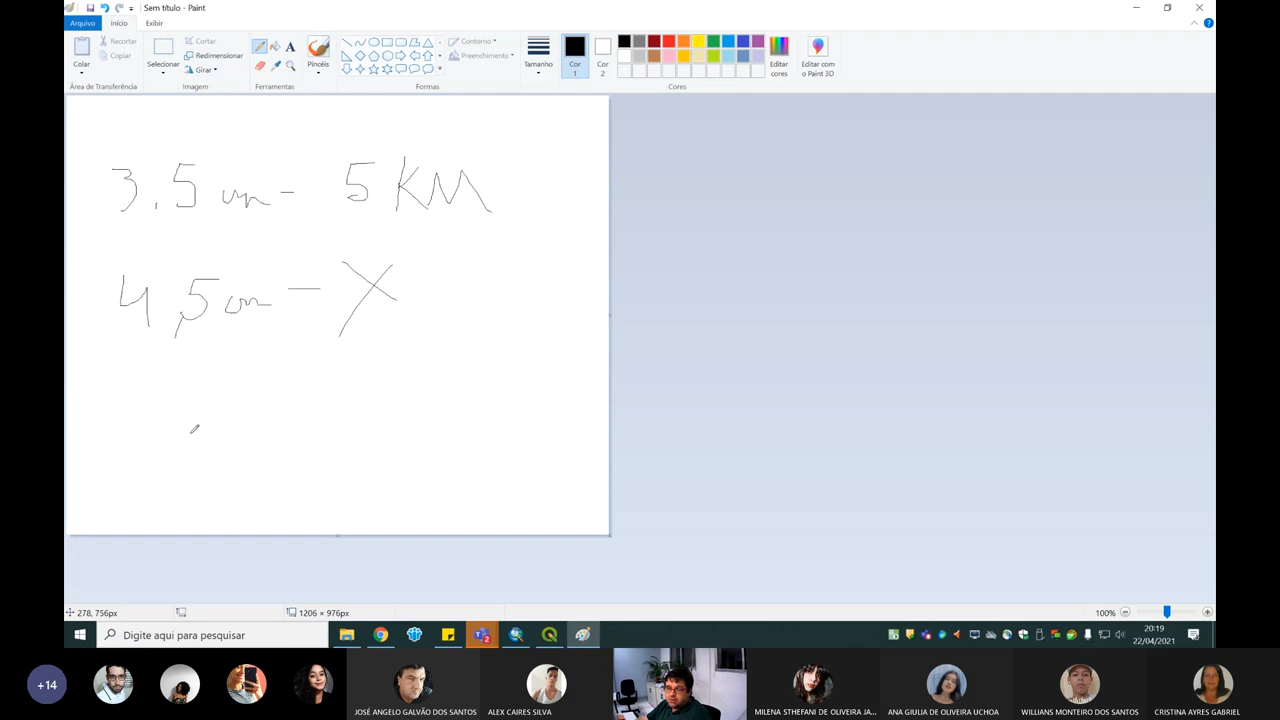 Sem título - Paint
Arquivo Início Exibir
Colar
Recortar
Copiar
Área de Transferência
Selecionar
Cortar
Redimensionar
Girar
Imagem
A
Ferramentas
Pincéis
Contorno
Preenchimento
Formas
Tamanho
Cor 1
Cor 2
Editar cores
Editar com o Paint 3D
Cores
3,5 cm - 5 KM
4,5 cm - X
278, 756px
1206 × 976px
100%
Digite aqui para pesquisar
20:19
22/04/2021
+14
JOSÉ ANGELO GALVÃO DOS SANTOS
ALEX CAIRES SILVA
MILENA STHEFANI DE OLIVEIRA JA...
ANA GIULIA DE OLIVEIRA UCHOA
WILLIANS MONTEIRO DOS SANTOS
CRISTINA AYRES GABRIEL